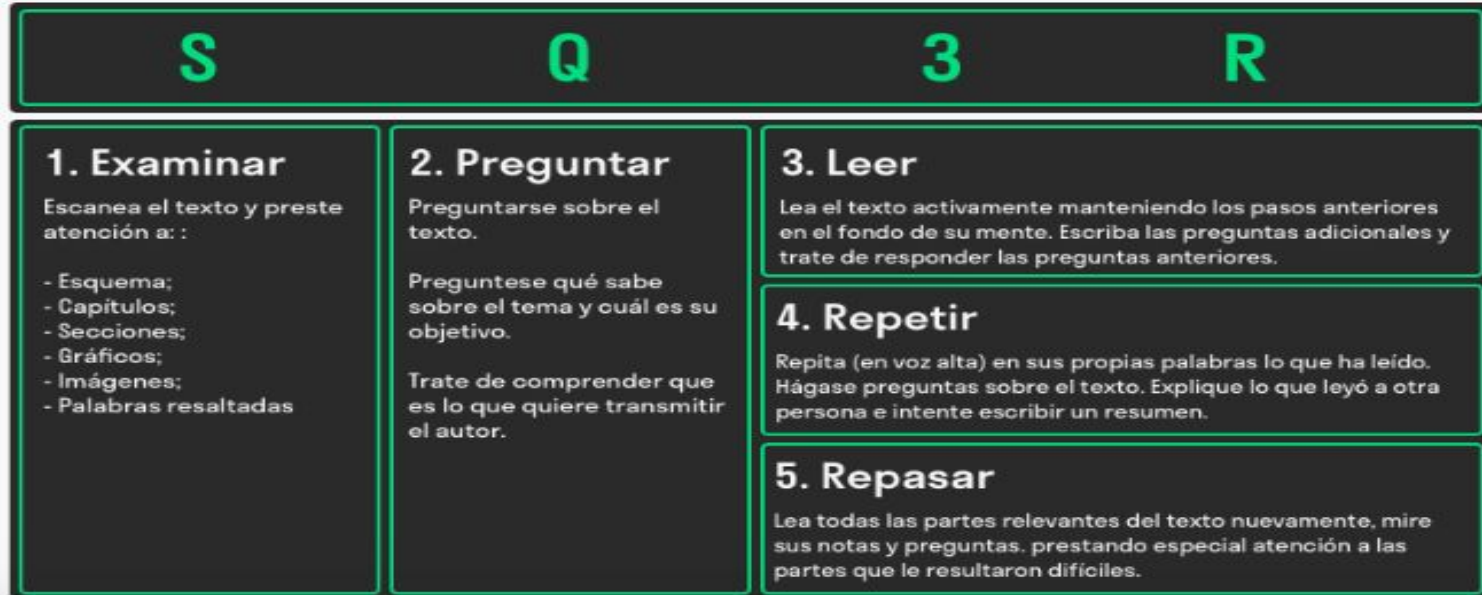 S Q 3 R
1. Examinar
Escanea el texto y preste
atención a: :
- Esquema;
- Capítulos;
- Secciones;
- Gráficos;
- Imágenes;
- Palabras resaltadas
2. Preguntar
Preguntarse sobre el
texto.
Preguntese qué sabe
sobre el tema y cuál es su
objetivo.
Trate de comprender que
es lo que quiere transmitir
el autor.
3. Leer
Lea el texto activamente manteniendo los pasos anteriores
en el fondo de su mente. Escriba las preguntas adicionales y
trate de responder las preguntas anteriores.
4. Repetir
Repita (en voz alta) en sus propias palabras lo que ha leído.
Hágase preguntas sobre el texto. Explique lo que leyó a otra
persona e intente escribir un resumen.
5. Repasar
Lea todas las partes relevantes del texto nuevamente, mire
sus notas y preguntas. prestando especial atención a las
partes que le resultaron difíciles.